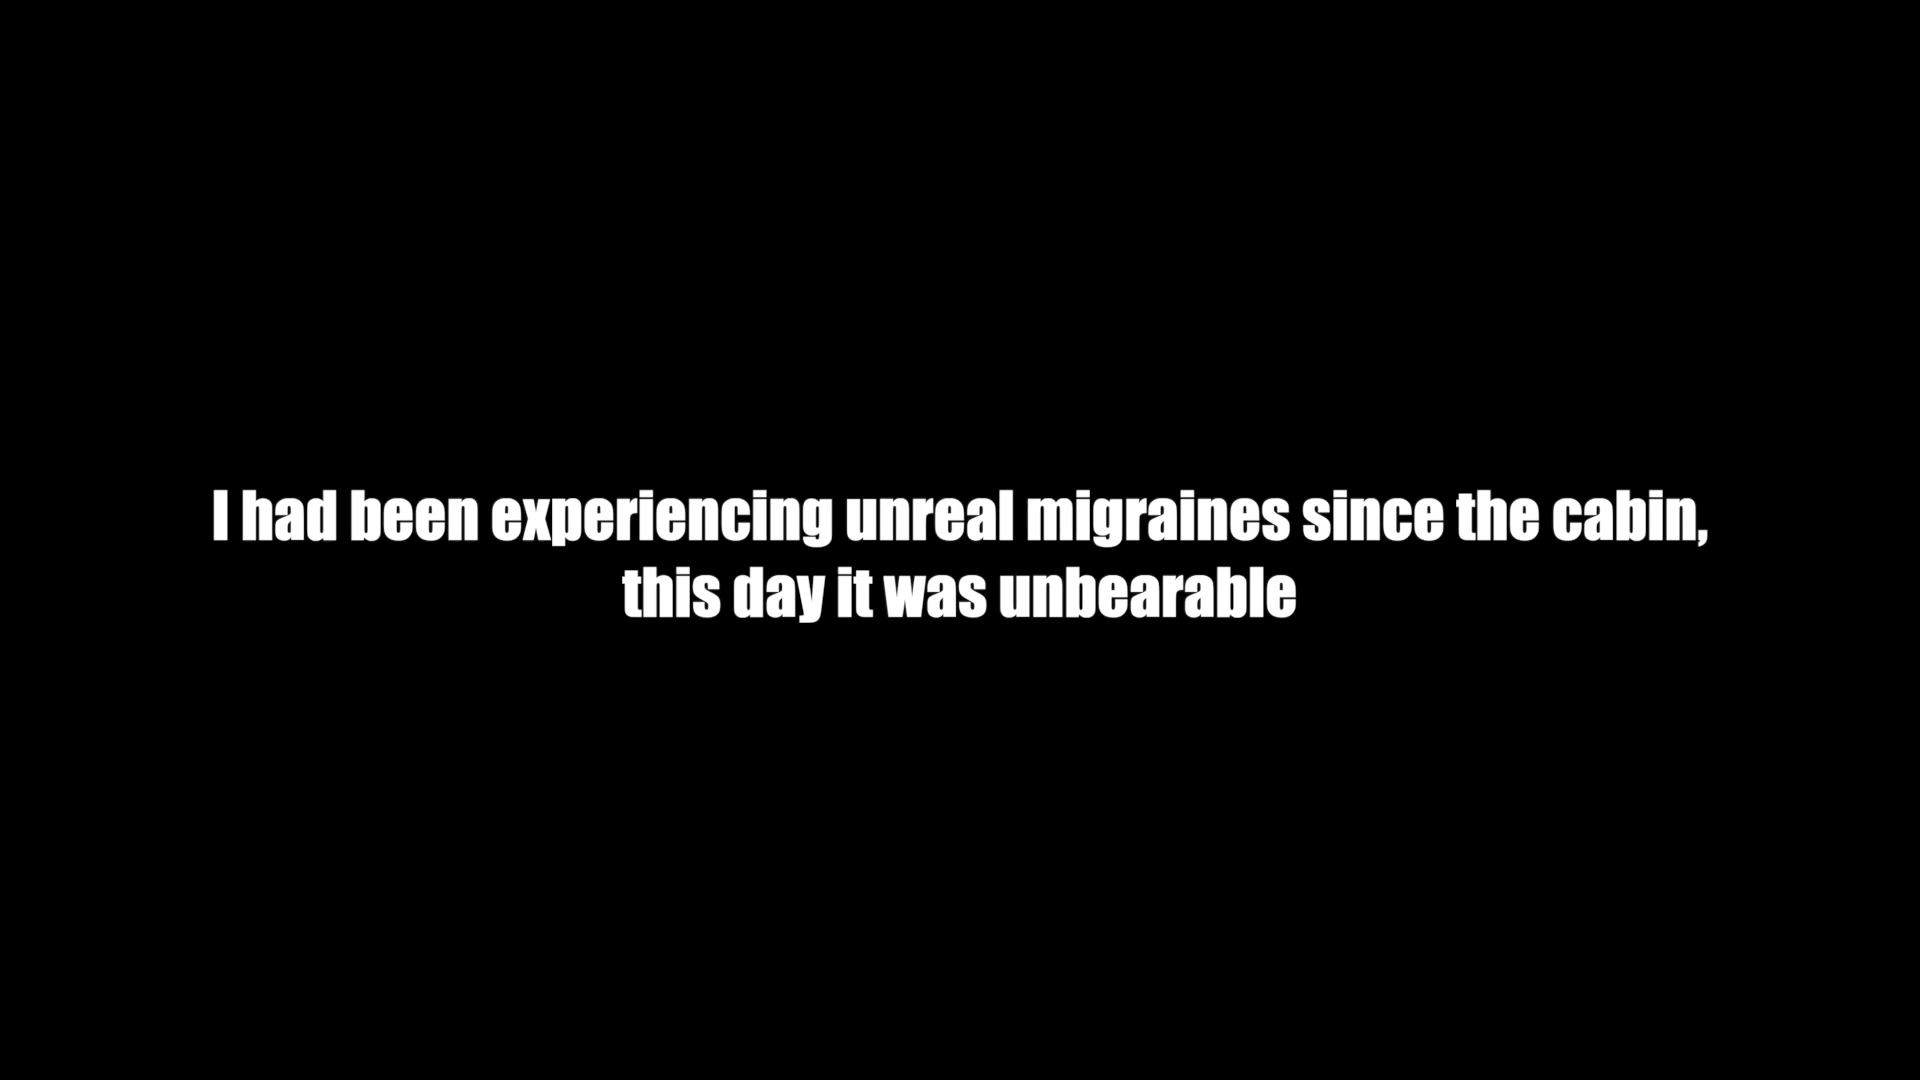 I had been experiencing unreal migraines since the cabin,
this day it was unbearable